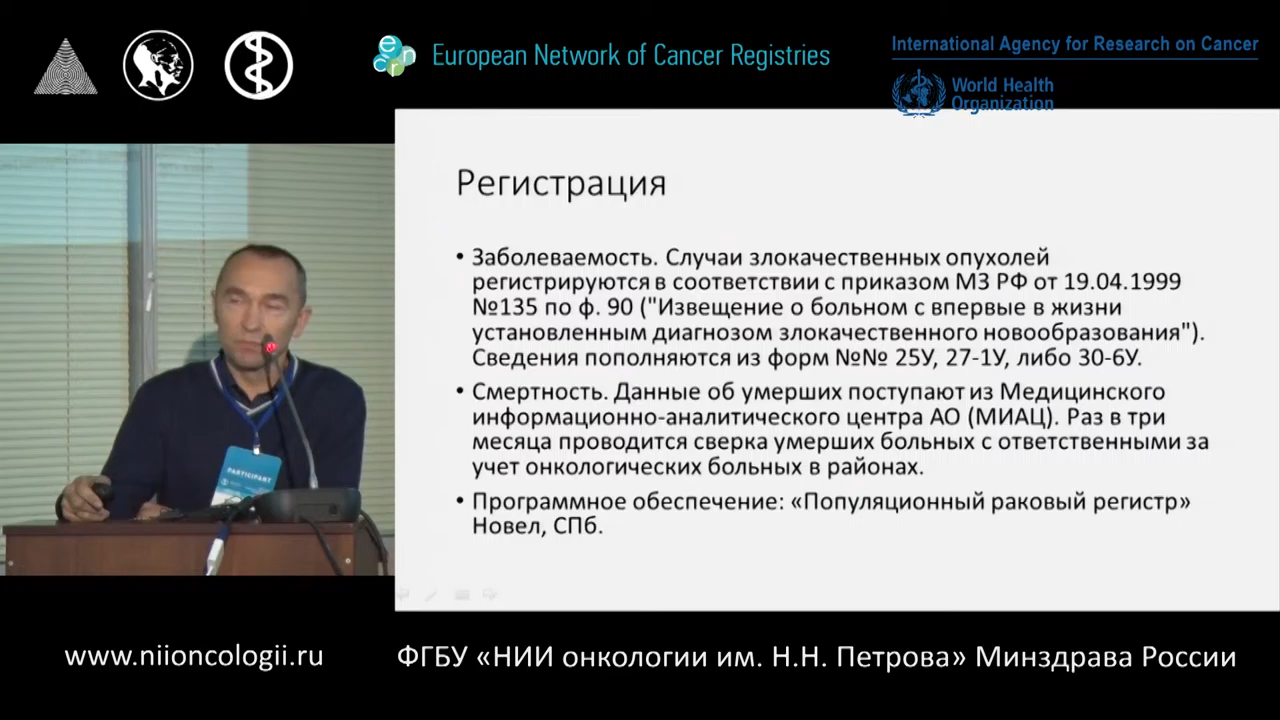 European Network of Cancer Registries
International Agency for Research on Cancer
World Health
Organization
Регистрация
• Заболеваемость. Случаи злокачественных опухолей
регистрируются в соответствии с приказом МЗ РФ от 19.04.1999
№135 по ф. 90 ("Извещение о больном с впервые в жизни
установленным диагнозом злокачественного новообразования").
Сведения пополняются из форм №№ 25У, 27-1У, либо 30-6У.
• Смертность. Данные об умерших поступают из Медицинского
информационно-аналитического центра АО (МИАЦ). Раз в три
месяца проводится сверка умерших больных с ответственными за
учет онкологических больных в районах.
• Программное обеспечение: «Популяционный раковый регистр»
Новел, СПб.
PARTICIPANT
www.niioncologii.ru
ФГБУ «НИИ онкологии им. Н.Н. Петрова» Минздрава России